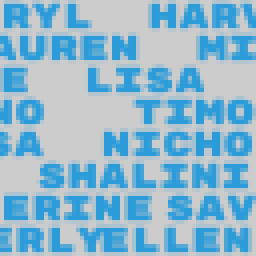 RYL HARV
AUREN MI
E LISA
NO TIMO
SA NICHO
SHALINI
ERINE SAV
ERLYELLEN